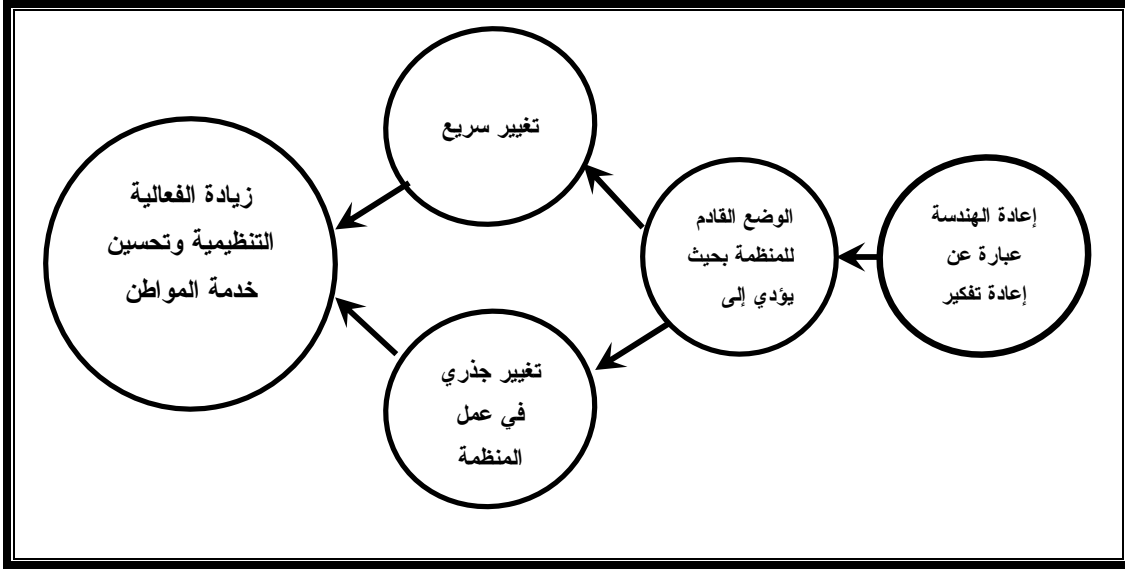 إعادة الهندسة
عبارة عن
إعادة تفكير
الوضع القادم
للمنظمة بحيث
يؤدي إلى
تغيير سريع
تغيير جذري
في عمل
المنظمة
زيادة الفعالية
التنظيمية وتحسين
خدمة المواطن